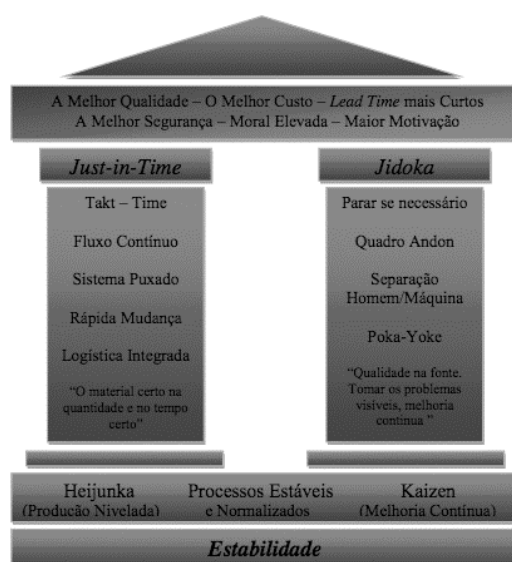 A Melhor Qualidade – O Melhor Custo – Lead Time mais Curtos
A Melhor Segurança – Moral Elevada – Maior Motivação
Just-in-Time
Takt – Time
Fluxo Contínuo
Sistema Puxado
Rápida Mudança
Logística Integrada
“O material certo na
quantidade e no tempo
certo”
Jidoka
Parar se necessário
Quadro Andon
Separação
Homem/Máquina
Poka-Yoke
“Qualidade na fonte.
Tomar os problemas
visíveis, melhoria
continua ”
Heijunka
(Produção Nivelada)
Processos Estáveis
e Normalizados
Kaizen
(Melhoria Contínua)
Estabilidade